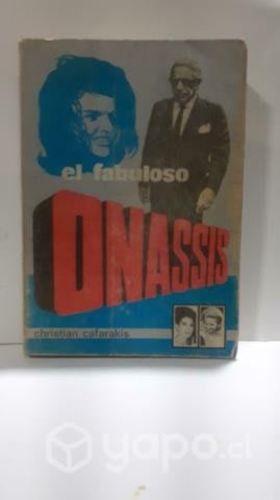 el fabuloso
ONASSIS
christian cafarakis
yapo.cl